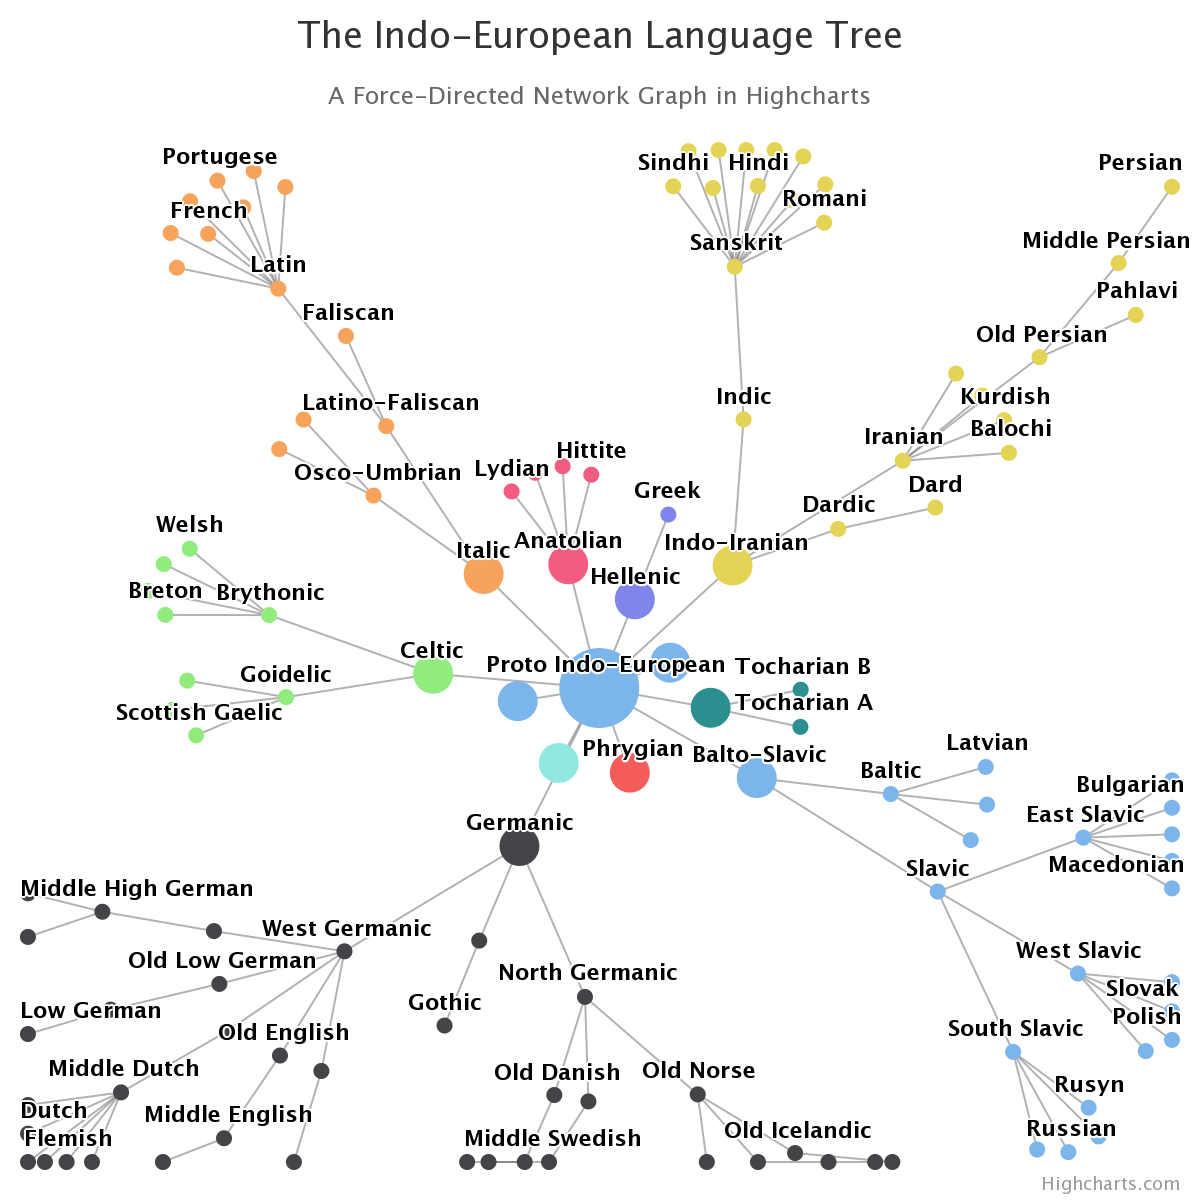 The Indo-European Language Tree
A Force-Directed Network Graph in Highcharts
Portugese
Sindhi
Hindi
Persian
French
Romani
Sanskrit
Middle Persian
Latin
Pahlavi
Faliscan
Old Persian
Latino-Faliscan
Indic
Kurdish
Balochi
Iranian
Hittite
Lydian
Osco-Umbrian
Greek
Dard
Dardic
Welsh
Italic
Anatolian
Indo-Iranian
Hellenic
Breton
Brythonic
Celtic
Proto Indo-European
Tocharian B
Goidelic
Tocharian A
Scottish Gaelic
Phrygian
Balto-Slavic
Latvian
Baltic
Bulgarian
East Slavic
Germanic
Macedonian
Slavic
Middle High German
West Germanic
West Slavic
Old Low German
North Germanic
Slovak
Low German
Gothic
Polish
Old English
South Slavic
Middle Dutch
Old Danish
Old Norse
Rusyn
Dutch
Middle English
Russian
Flemish
Middle Swedish
Old Icelandic
Highcharts.com